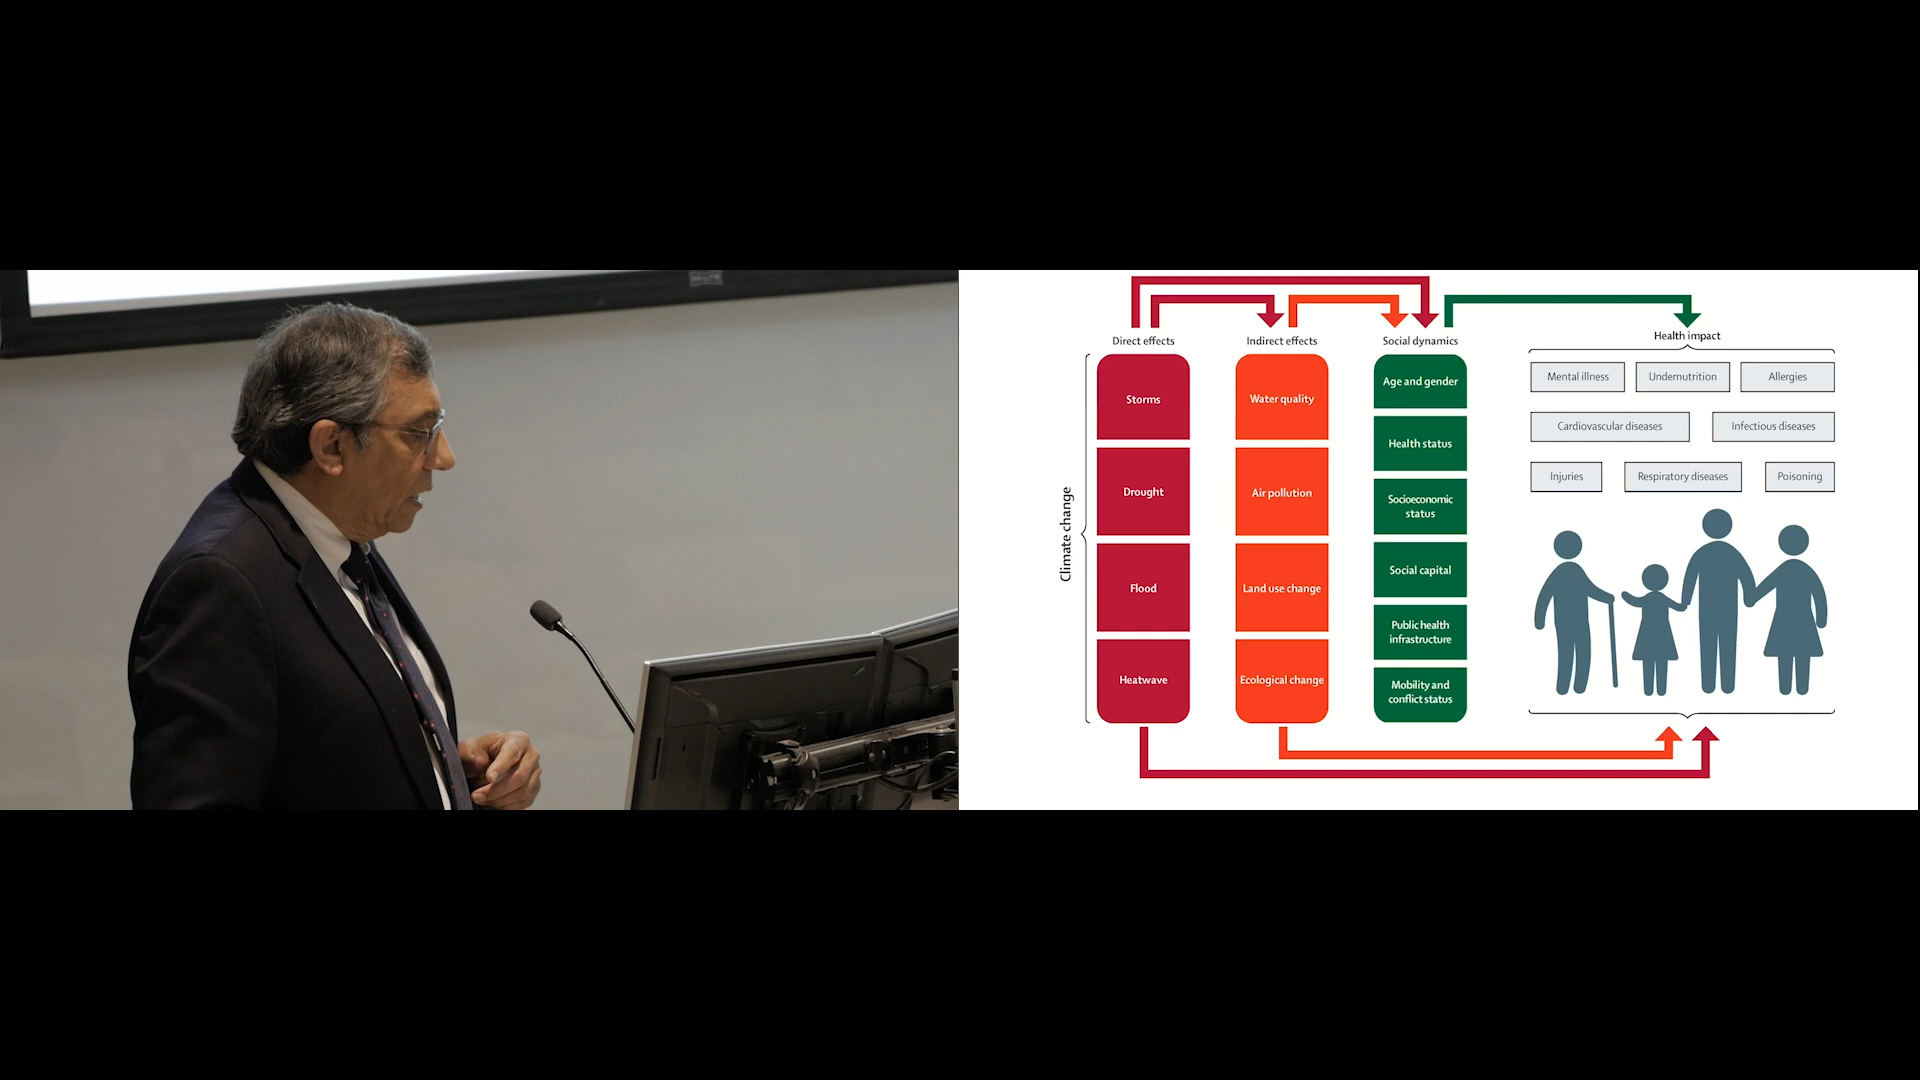 Direct effects
Indirect effects
Social dynamics
Health impact
Climate change
Storms
Drought
Flood
Heatwave
Water quality
Air pollution
Land use change
Ecological change
Age and gender
Health status
Socioeconomic
status
Social capital
Public health
infrastructure
Mobility and
conflict status
Mental illness
Undernutrition
Allergies
Cardiovascular diseases
Infectious diseases
Injuries
Respiratory diseases
Poisoning